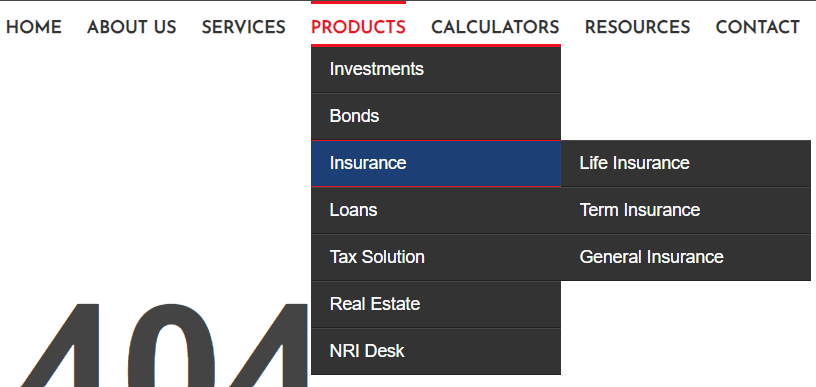 HOME ABOUT US SERVICES PRODUCTS CALCULATORS RESOURCES CONTACT
Investments
Bonds
Insurance
Life Insurance
Term Insurance
General Insurance
Loans
Tax Solution
Real Estate
NRI Desk
404